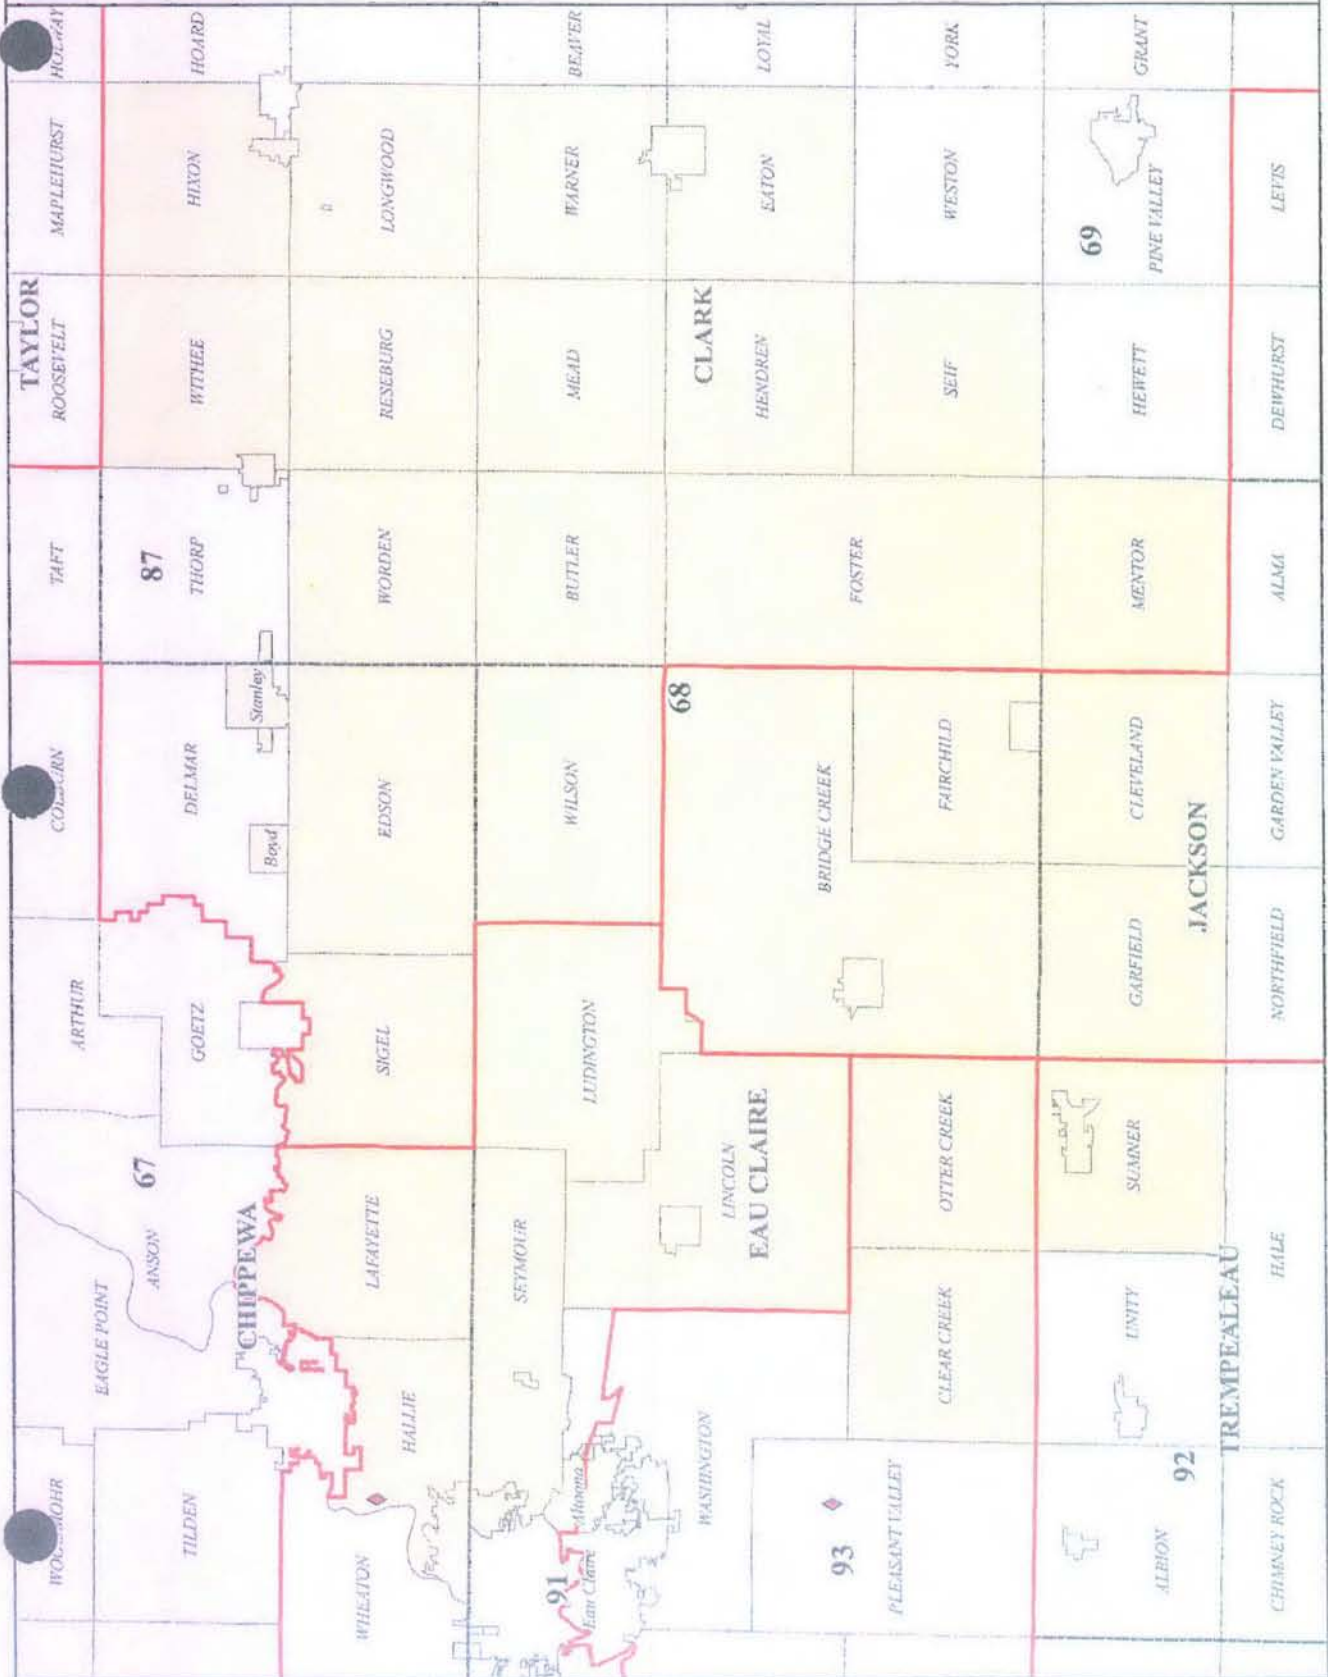 TAYLOR
TAFT
ROOSEVELT
MAPLEHURST
HOLWAY
ARTHUR
EAGLE POINT
67
87
ANSON
TILDEN
GOETZ
DELMAR
THORP
WITHEE
HIXON
HOARD
CHIPPEWA
Boyd
Stanley
WHEATON
HALLIE
LAFAYETTE
SIGEL
EDSON
WORDEN
RESEBURG
LONGWOOD
SEYMOUR
91
Eau Claire
Altoona
LUDINGTON
WILSON
BUTLER
MEAD
WARNER
BEAVER
68
CLARK
WASHINGTON
LINCOLN
EAU CLAIRE
HENDREN
EATON
LOYAL
BRIDGE CREEK
93
FOSTER
PLEASANT VALLEY
CLEAR CREEK
OTTER CREEK
FAIRCHILD
SEIF
WESTON
YORK
69
ALBION
UNITY
SUMNER
GARFIELD
CLEVELAND
MENTOR
HEWETT
PINE VALLEY
GRANT
92
JACKSON
TREMPEALEAU
CHIMNEY ROCK
HALE
NORTHFIELD
GARDEN VALLEY
ALMA
DEWHURST
LEVIS